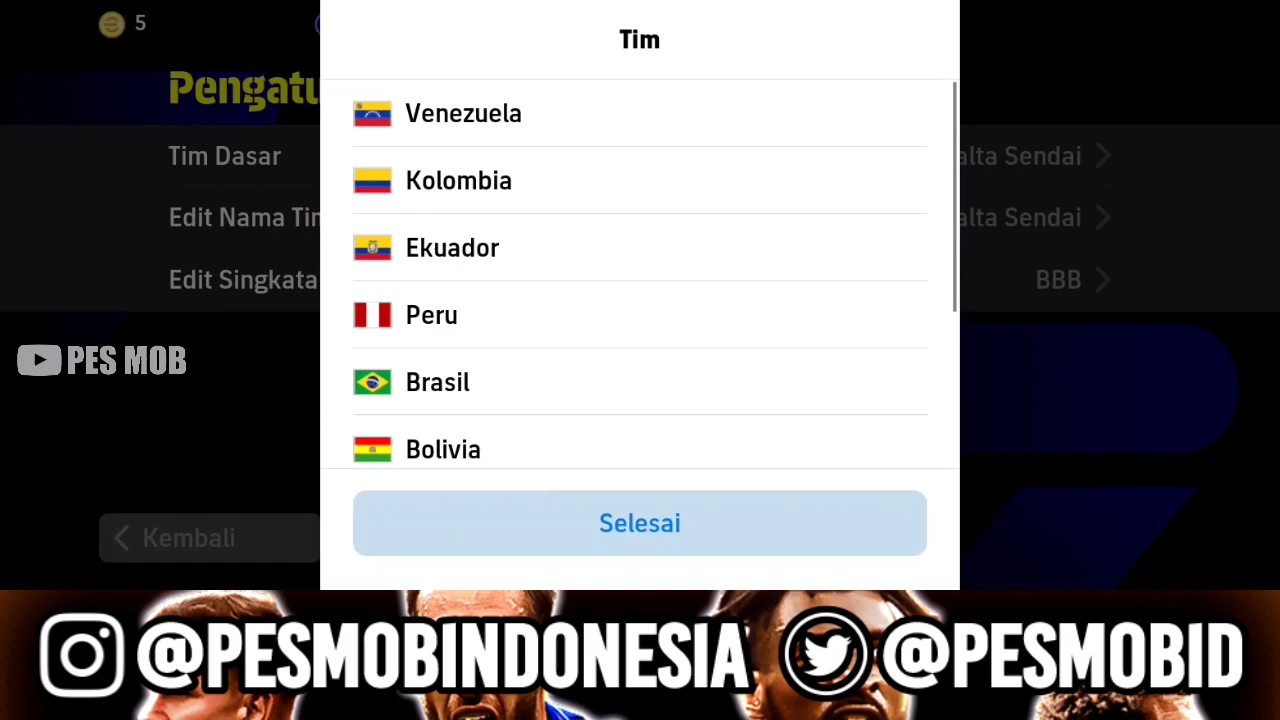 5
Tim
Pengatu
Venezuela
Tim Dasar
alta Sendai
Kolombia
Edit Nama Tin
alta Sendai
Ekuador
Edit Singkata
BBB
Peru
PES MOB
Brasil
Bolivia
Selesai
Kembali
@PESMOBINDONESIA
@PESMOBID